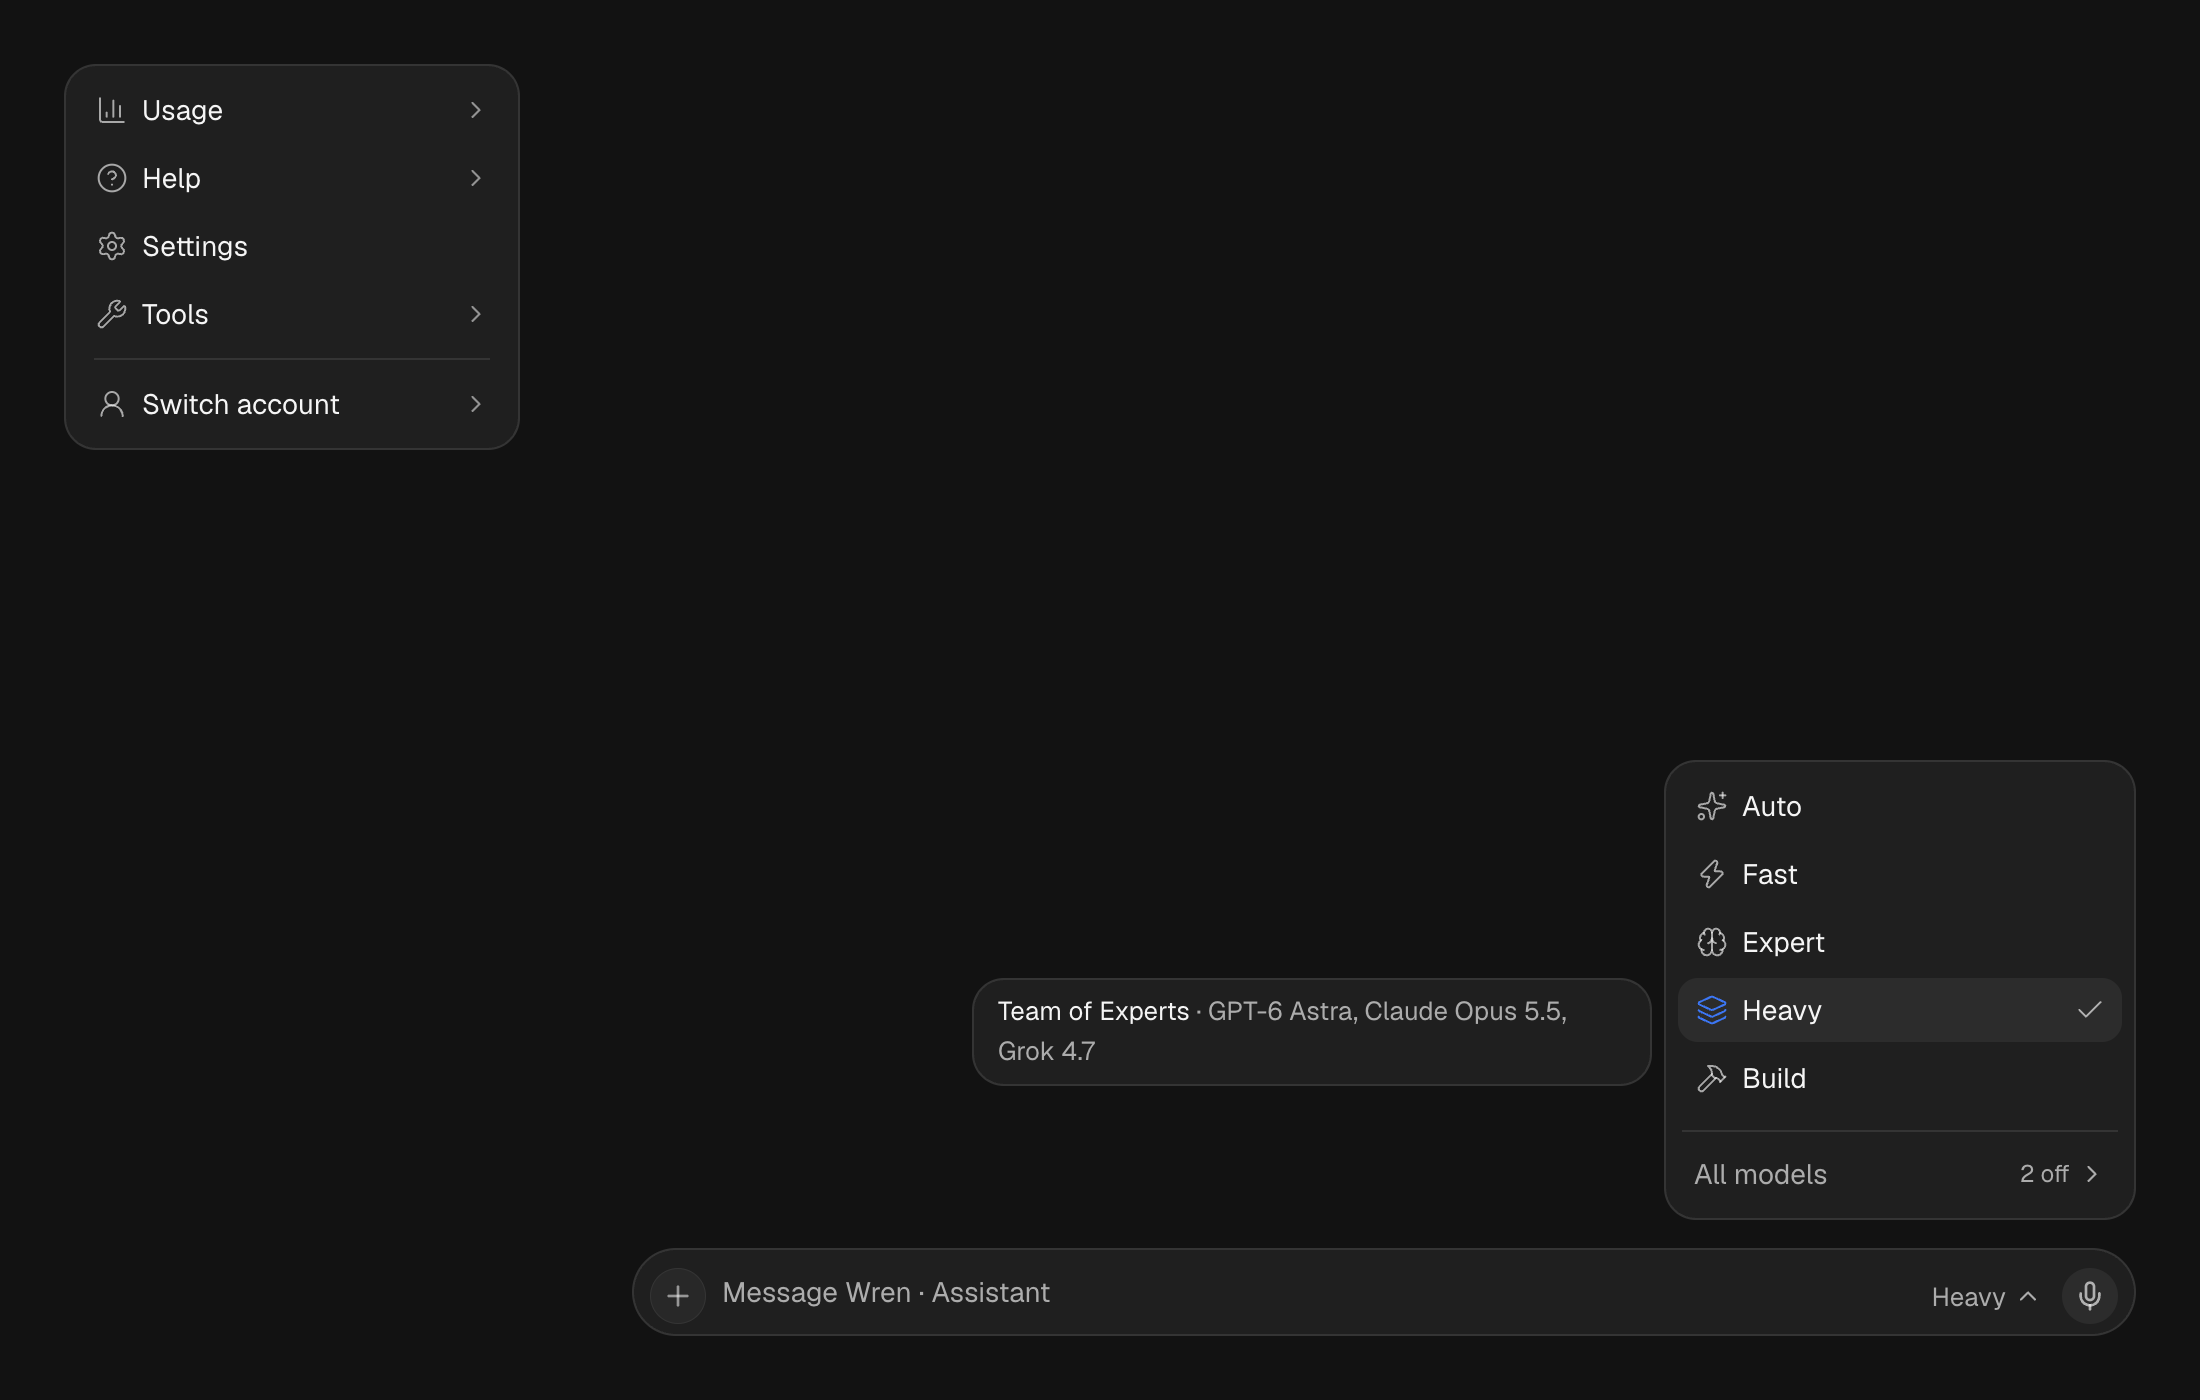 Usage
Help
Settings
Tools
Switch account
Auto
Fast
Expert
Team of Experts · GPT-6 Astra, Claude Opus 5.5,
Grok 4.7
Heavy
Build
All models 2 off
Message Wren · Assistant Heavy